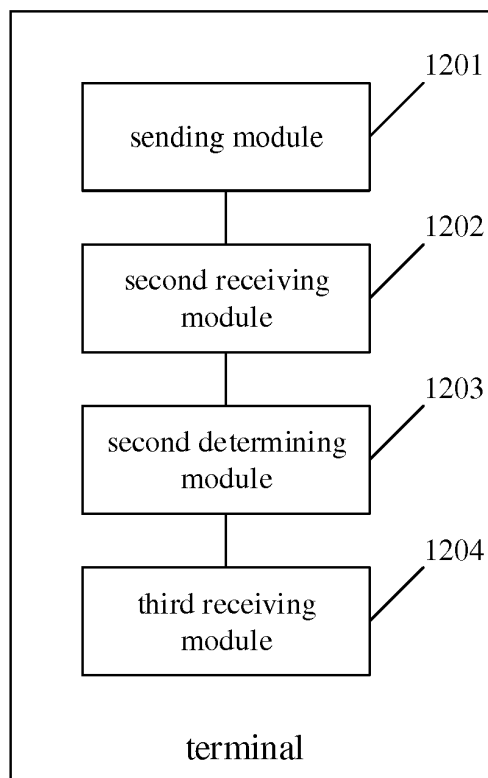 1201
sending module
1202
second receiving
module
1203
second determining
module
1204
third receiving
module
terminal